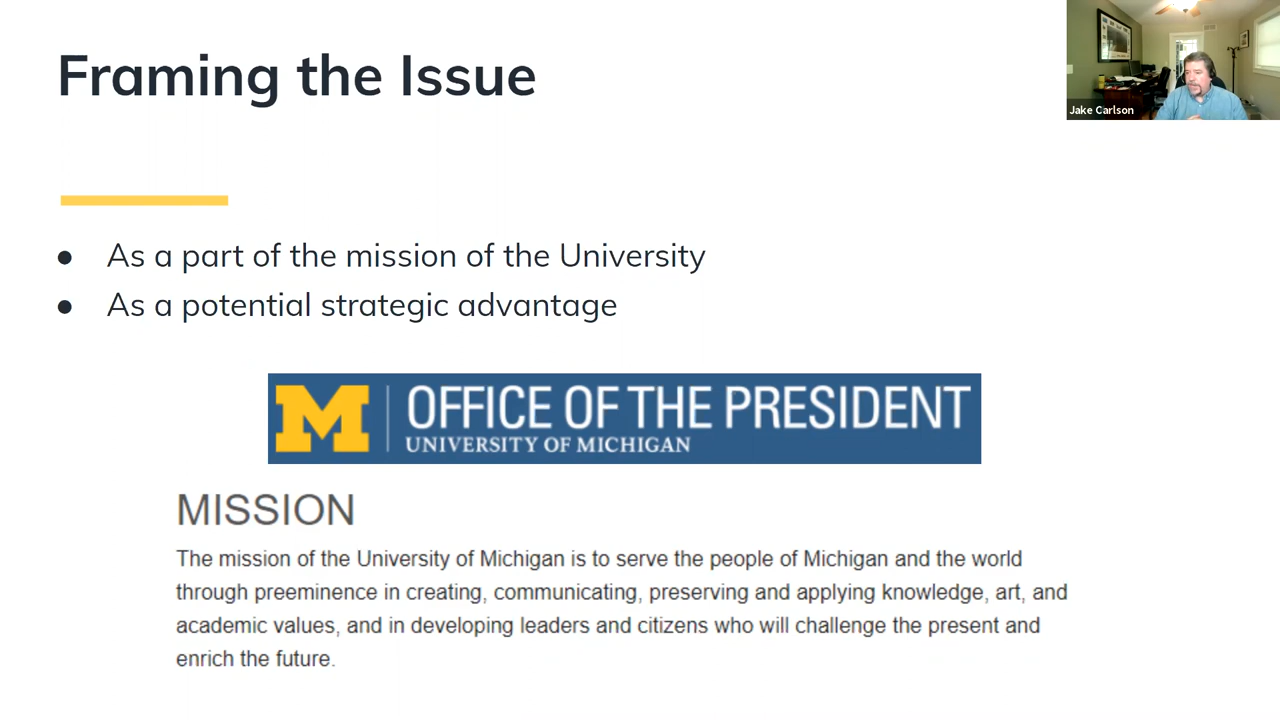 Framing the Issue
Jake Carlson
● As a part of the mission of the University
● As a potential strategic advantage
M OFFICE OF THE PRESIDENT
UNIVERSITY OF MICHIGAN
MISSION
The mission of the University of Michigan is to serve the people of Michigan and the world
through preeminence in creating, communicating, preserving and applying knowledge, art, and
academic values, and in developing leaders and citizens who will challenge the present and
enrich the future.